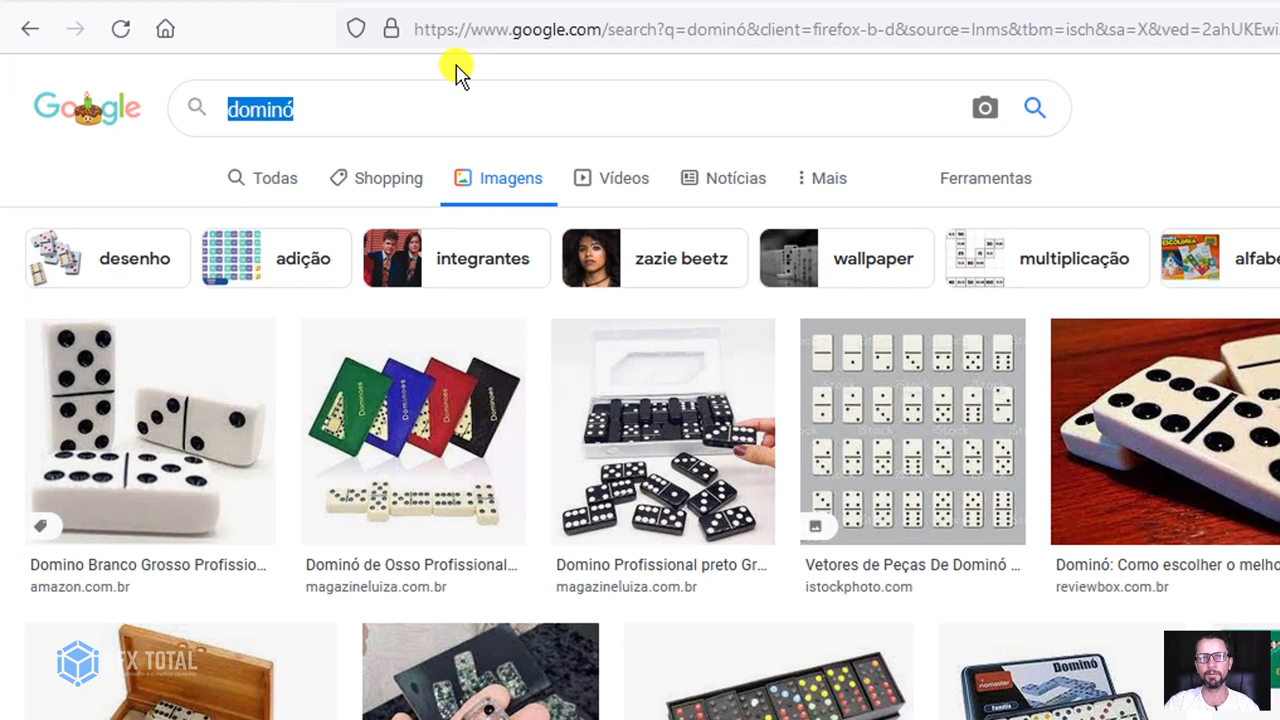 https://www.google.com/search?q=dominó&client=firefox-b-d&source=lnms&tbm=isch&sa=X&ved=2ahUKEwi
Google
dominó
Todas
Shopping
Imagens
Vídeos
Notícias
Mais
Ferramentas
desenho
adição
integrantes
zazie beetz
wallpaper
multiplicação
alfabe
Domino Branco Grosso Profissio...
Dominó de Osso Profissional...
Domino Profissional preto Gr...
Vetores de Peças De Dominó ...
Dominó: Como escolher o melho
amazon.com.br
magazineluiza.com.br
magazineluiza.com.br
istockphoto.com
reviewbox.com.br
FX TOTAL
Dominó